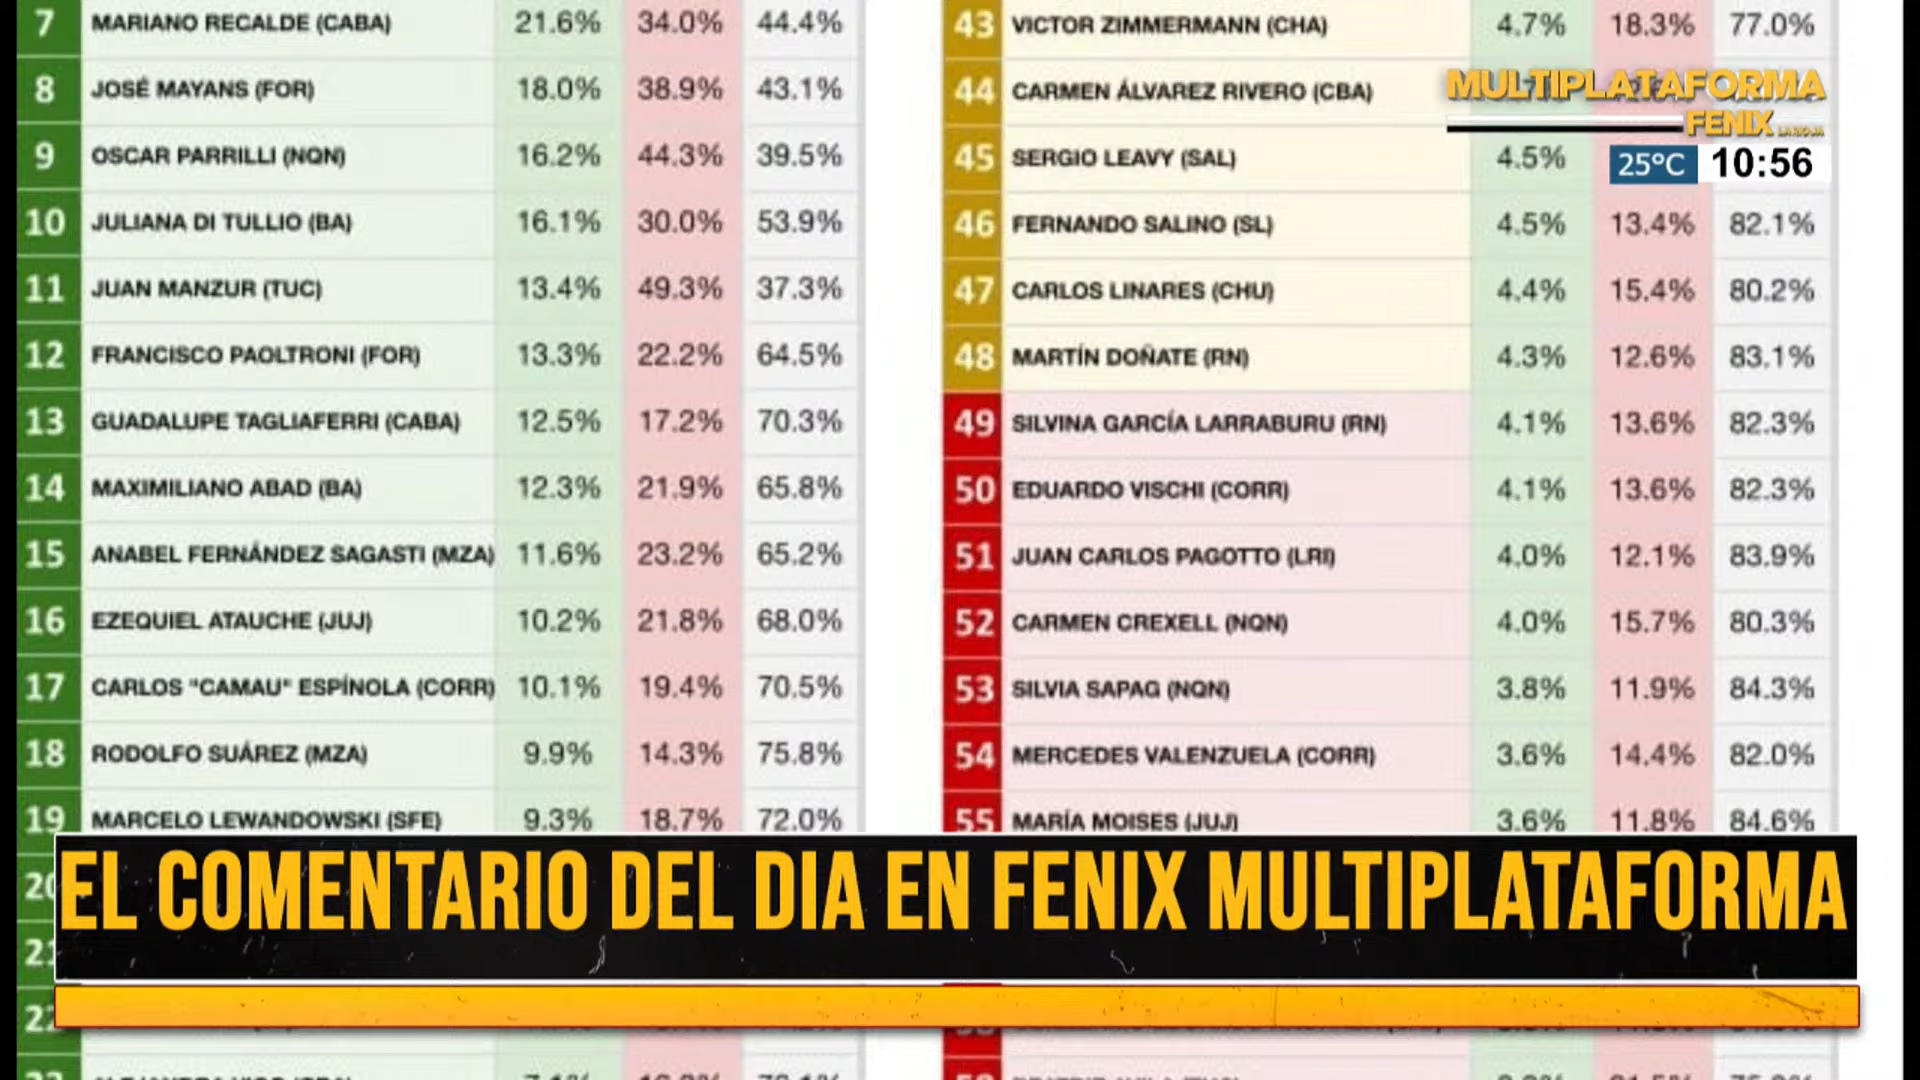 7 MARIANO RECALDE (CABA) 21.6% 34.0% 44.4%
8 JOSÉ MAYANS (FOR) 18.0% 38.9% 43.1%
9 OSCAR PARRILLI (NQN) 16.2% 44.3% 39.5%
10 JULIANA DI TULLIO (BA) 16.1% 30.0% 53.9%
11 JUAN MANZUR (TUC) 13.4% 49.3% 37.3%
12 FRANCISCO PAOLTRONI (FOR) 13.3% 22.2% 64.5%
13 GUADALUPE TAGLIAFERRI (CABA) 12.5% 17.2% 70.3%
14 MAXIMILIANO ABAD (BA) 12.3% 21.9% 65.8%
15 ANABEL FERNÁNDEZ SAGASTI (MZA) 11.6% 23.2% 65.2%
16 EZEQUIEL ATAUCHE (JUJ) 10.2% 21.8% 68.0%
17 CARLOS "CAMAU" ESPÍNOLA (CORR) 10.1% 19.4% 70.5%
18 RODOLFO SUÁREZ (MZA) 9.9% 14.3% 75.8%
19 MARCELO LEWANDOWSKI (SFE) 9.3% 18.7% 72.0%
20
21
22
43 VICTOR ZIMMERMANN (CHA) 4.7% 18.3% 77.0%
44 CARMEN ÁLVAREZ RIVERO (CBA)
45 SERGIO LEAVY (SAL) 4.5%
46 FERNANDO SALINO (SL) 4.5% 13.4% 82.1%
47 CARLOS LINARES (CHU) 4.4% 15.4% 80.2%
48 MARTÍN DOÑATE (RN) 4.3% 12.6% 83.1%
49 SILVINA GARCÍA LARRABURU (RN) 4.1% 13.6% 82.3%
50 EDUARDO VISCHI (CORR) 4.1% 13.6% 82.3%
51 JUAN CARLOS PAGOTTO (LRI) 4.0% 12.1% 83.9%
52 CARMEN CREXELL (NQN) 4.0% 15.7% 80.3%
53 SILVIA SAPAG (NQN) 3.8% 11.9% 84.3%
54 MERCEDES VALENZUELA (CORR) 3.6% 14.4% 82.0%
55 MARÍA MOISES (JUJ) 3.6% 11.8% 84.6%
MULTIPLATAFORMA
FENIX LA RIOJA
25°C 10:56
EL COMENTARIO DEL DIA EN FENIX MULTIPLATAFORMA